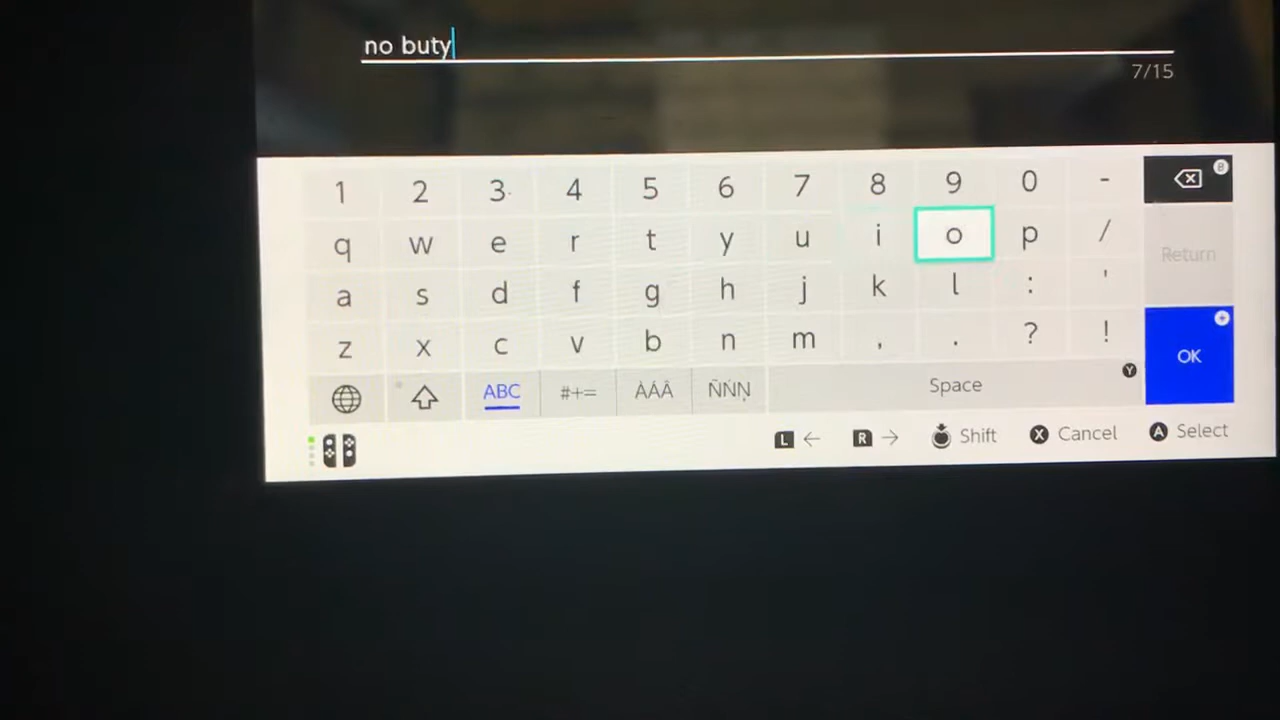 no buty
7/15
1 2 3 4 5 6 7 8 9 0 -
q w e r t y u i o p / Return
a s d f g h j k l : '
z x c v b n m , . ? ! OK
ABC #+= ÀÁÂ ÑŃṆ Space Y
L ← R → Shift X Cancel A Select